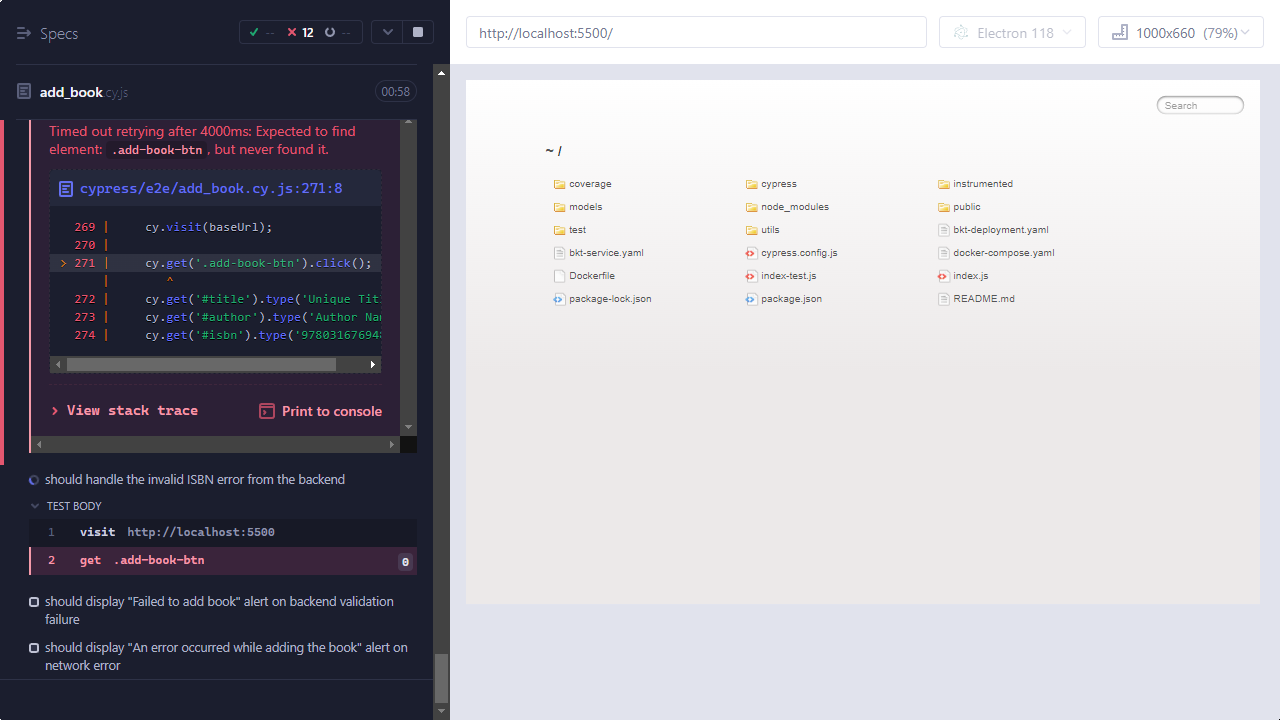 Specs
-- 12 --
add_book.cy.js 00:58
Timed out retrying after 4000ms: Expected to find
element: .add-book-btn, but never found it.
cypress/e2e/add_book.cy.js:271:8
269 | cy.visit(baseUrl);
270 |
> 271 | cy.get('.add-book-btn').click();
| ^
272 | cy.get('#title').type('Unique Titl
273 | cy.get('#author').type('Author Nam
274 | cy.get('#isbn').type('978031676948
View stack trace
Print to console
should handle the invalid ISBN error from the backend
TEST BODY
1 visit http://localhost:5500
2 get .add-book-btn 0
should display "Failed to add book" alert on backend validation
failure
should display "An error occurred while adding the book" alert on
network error
http://localhost:5500/
Electron 118
1000x660 (79%)
Search
~ /
coverage cypress instrumented
models node_modules public
test utils bkt-deployment.yaml
bkt-service.yaml cypress.config.js docker-compose.yaml
Dockerfile index-test.js index.js
package-lock.json package.json README.md